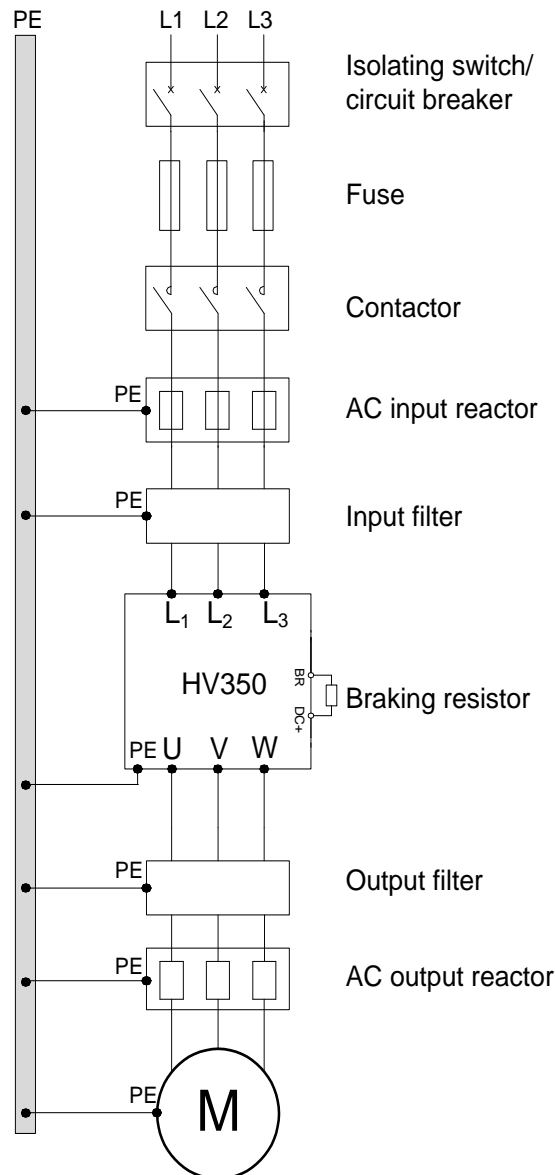 PE
L1 L2 L3
Isolating switch/
circuit breaker
Fuse
Contactor
PE
AC input reactor
PE
Input filter
L1 L2 L3
HV350
BR
DC+
Braking resistor
PE U V W
PE
Output filter
PE
AC output reactor
PE
M